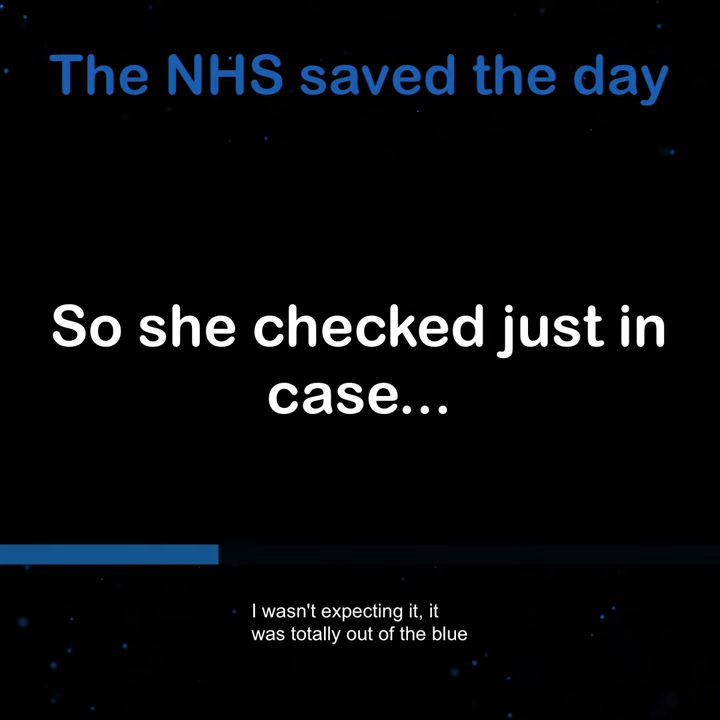 The NHS saved the day
So she checked just in
case...
I wasn't expecting it, it
was totally out of the blue